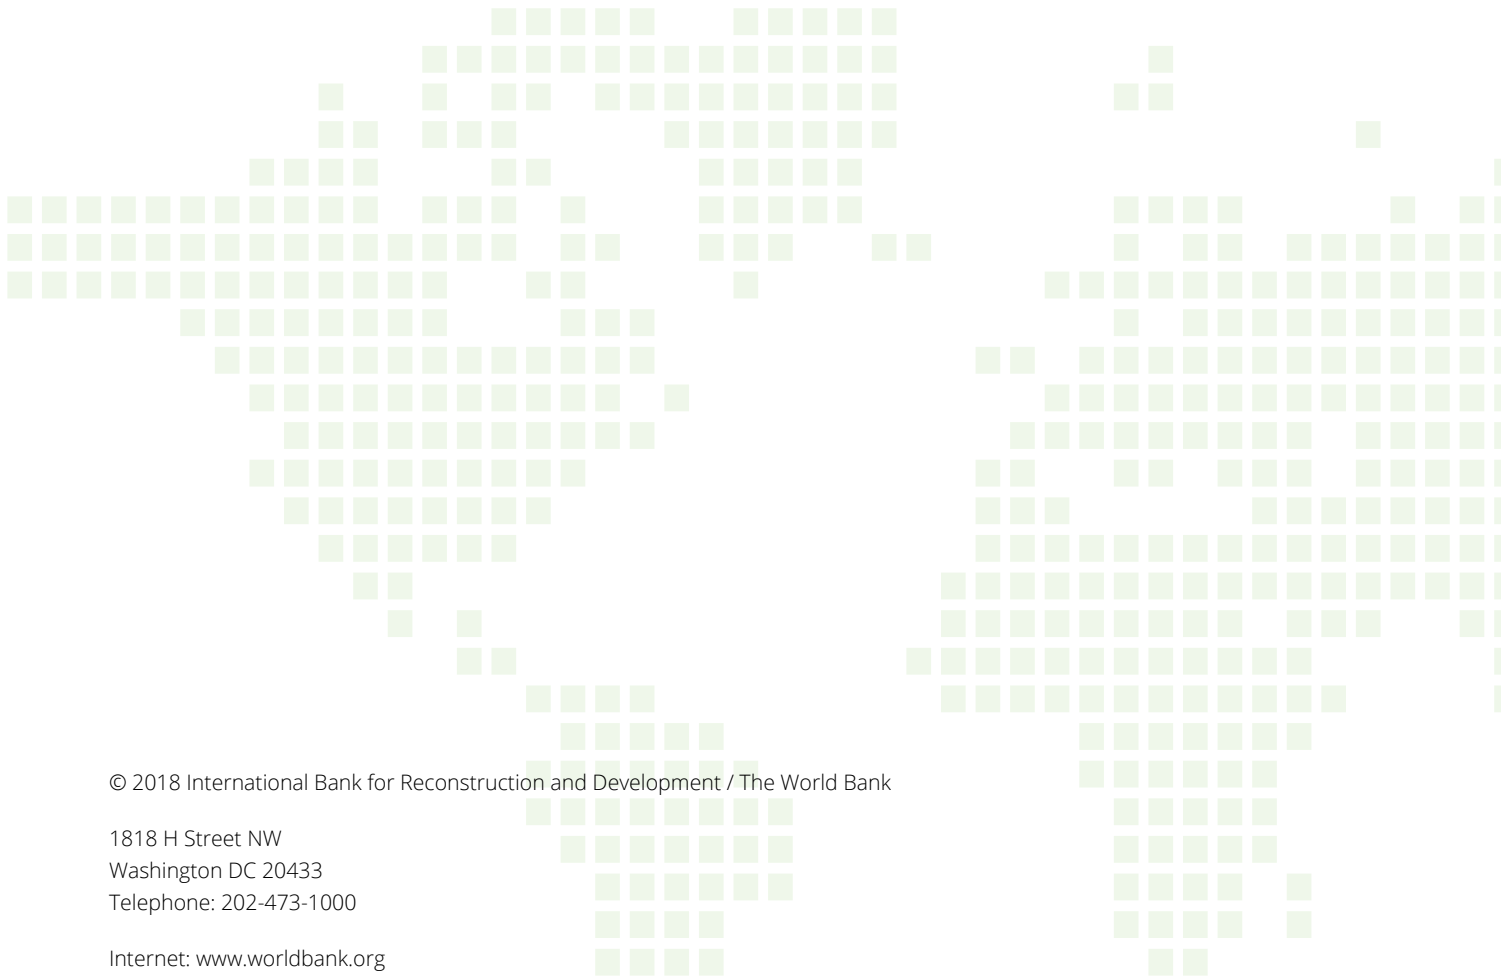 © 2018 International Bank for Reconstruction and Development / The World Bank
1818 H Street NW
Washington DC 20433
Telephone: 202-473-1000
Internet: www.worldbank.org